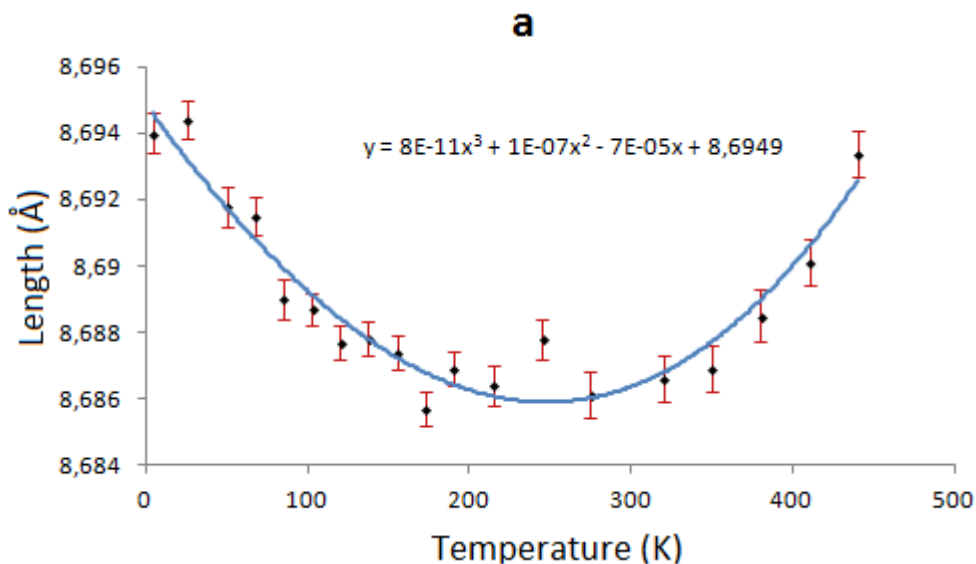 a
8,696
8,694
8,692
8,69
8,688
8,686
8,684
Length (Å)
y = 8E-11x³ + 1E-07x² - 7E-05x + 8,6949
0 100 200 300 400 500
Temperature (K)